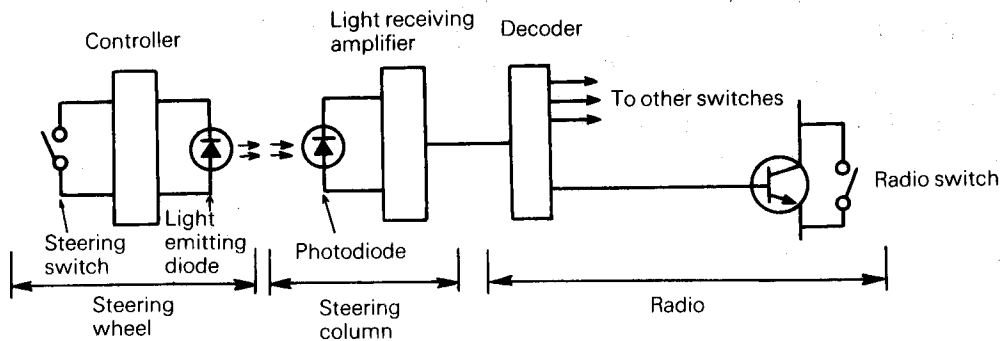 Controller
Light receiving
amplifier
Decoder
To other switches
Radio switch
Steering
switch
Light
emitting
diode
Photodiode
Steering
wheel
Steering
column
Radio